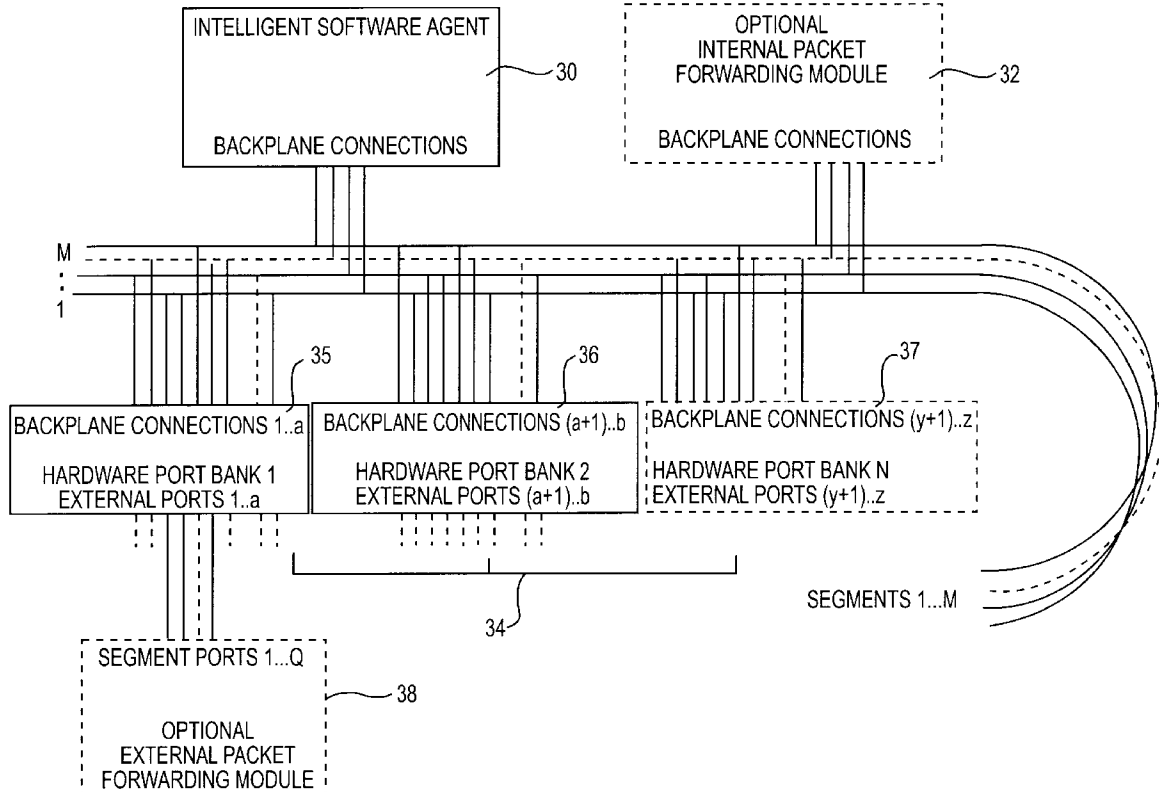 INTELLIGENT SOFTWARE AGENT
BACKPLANE CONNECTIONS
30
OPTIONAL
INTERNAL PACKET
FORWARDING MODULE
BACKPLANE CONNECTIONS
32
M
:
1
35
BACKPLANE CONNECTIONS 1..a
HARDWARE PORT BANK 1
EXTERNAL PORTS 1..a
36
BACKPLANE CONNECTIONS (a+1)..b
HARDWARE PORT BANK 2
EXTERNAL PORTS (a+1)..b
37
BACKPLANE CONNECTIONS (y+1)..z
HARDWARE PORT BANK N
EXTERNAL PORTS (y+1)..z
34
SEGMENTS 1...M
SEGMENT PORTS 1...Q
OPTIONAL
EXTERNAL PACKET
FORWARDING MODULE
38